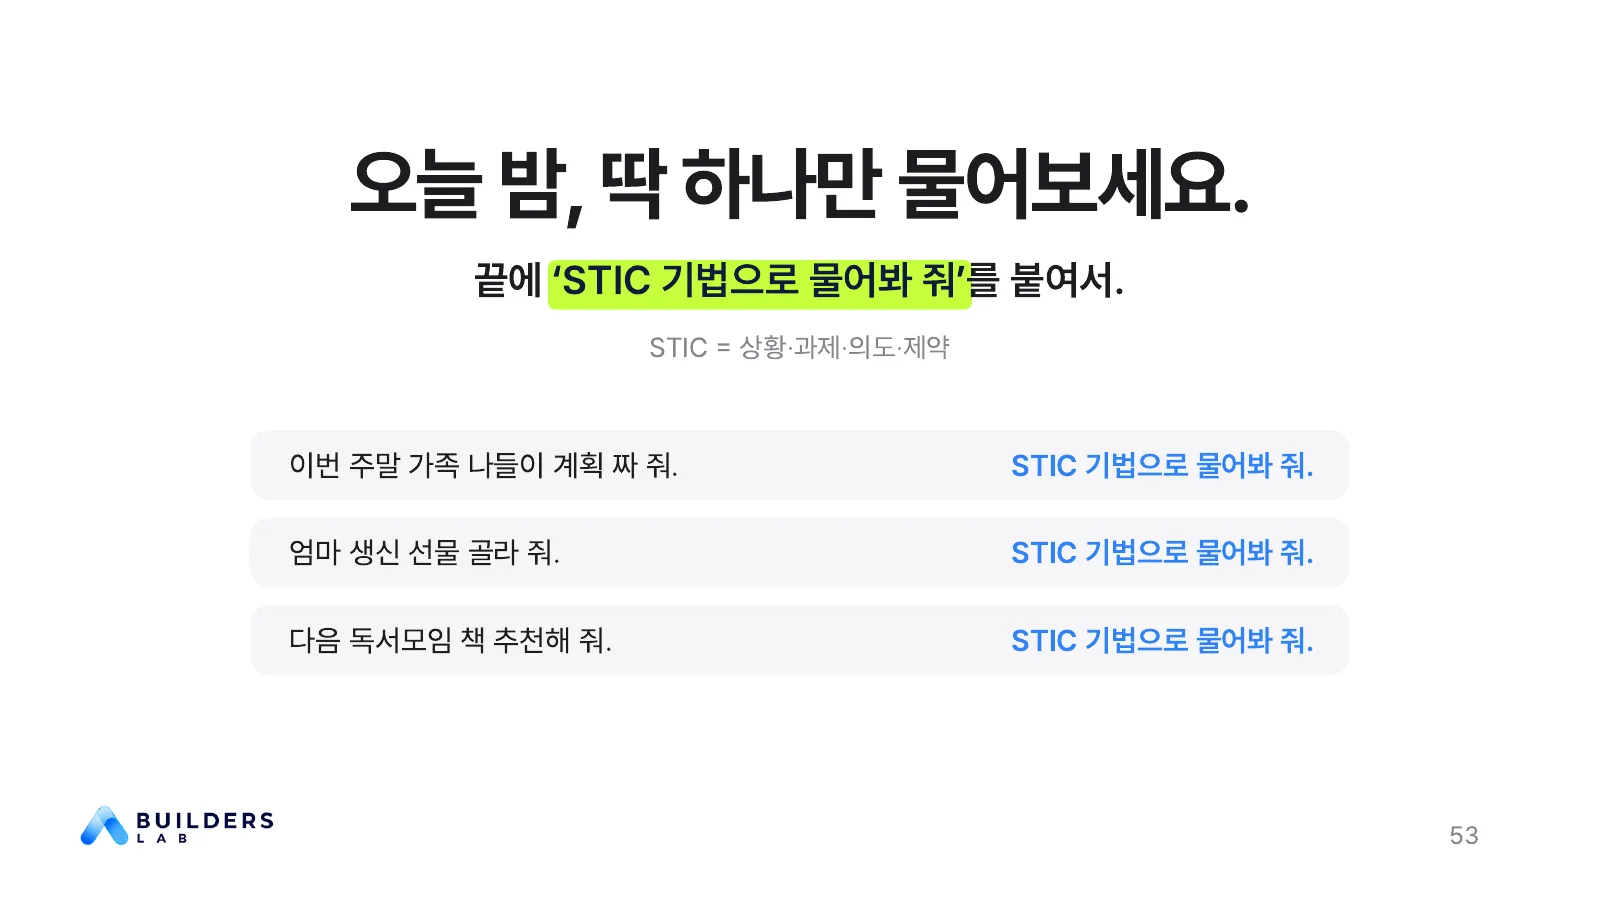 오늘 밤, 딱 하나만 물어보세요.
끝에 ‘STIC 기법으로 물어봐 줘’를 붙여서.
STIC = 상황·과제·의도·제약
이번 주말 가족 나들이 계획 짜 줘. STIC 기법으로 물어봐 줘.
엄마 생신 선물 골라 줘. STIC 기법으로 물어봐 줘.
다음 독서모임 책 추천해 줘. STIC 기법으로 물어봐 줘.
BUILDERS
LAB
53